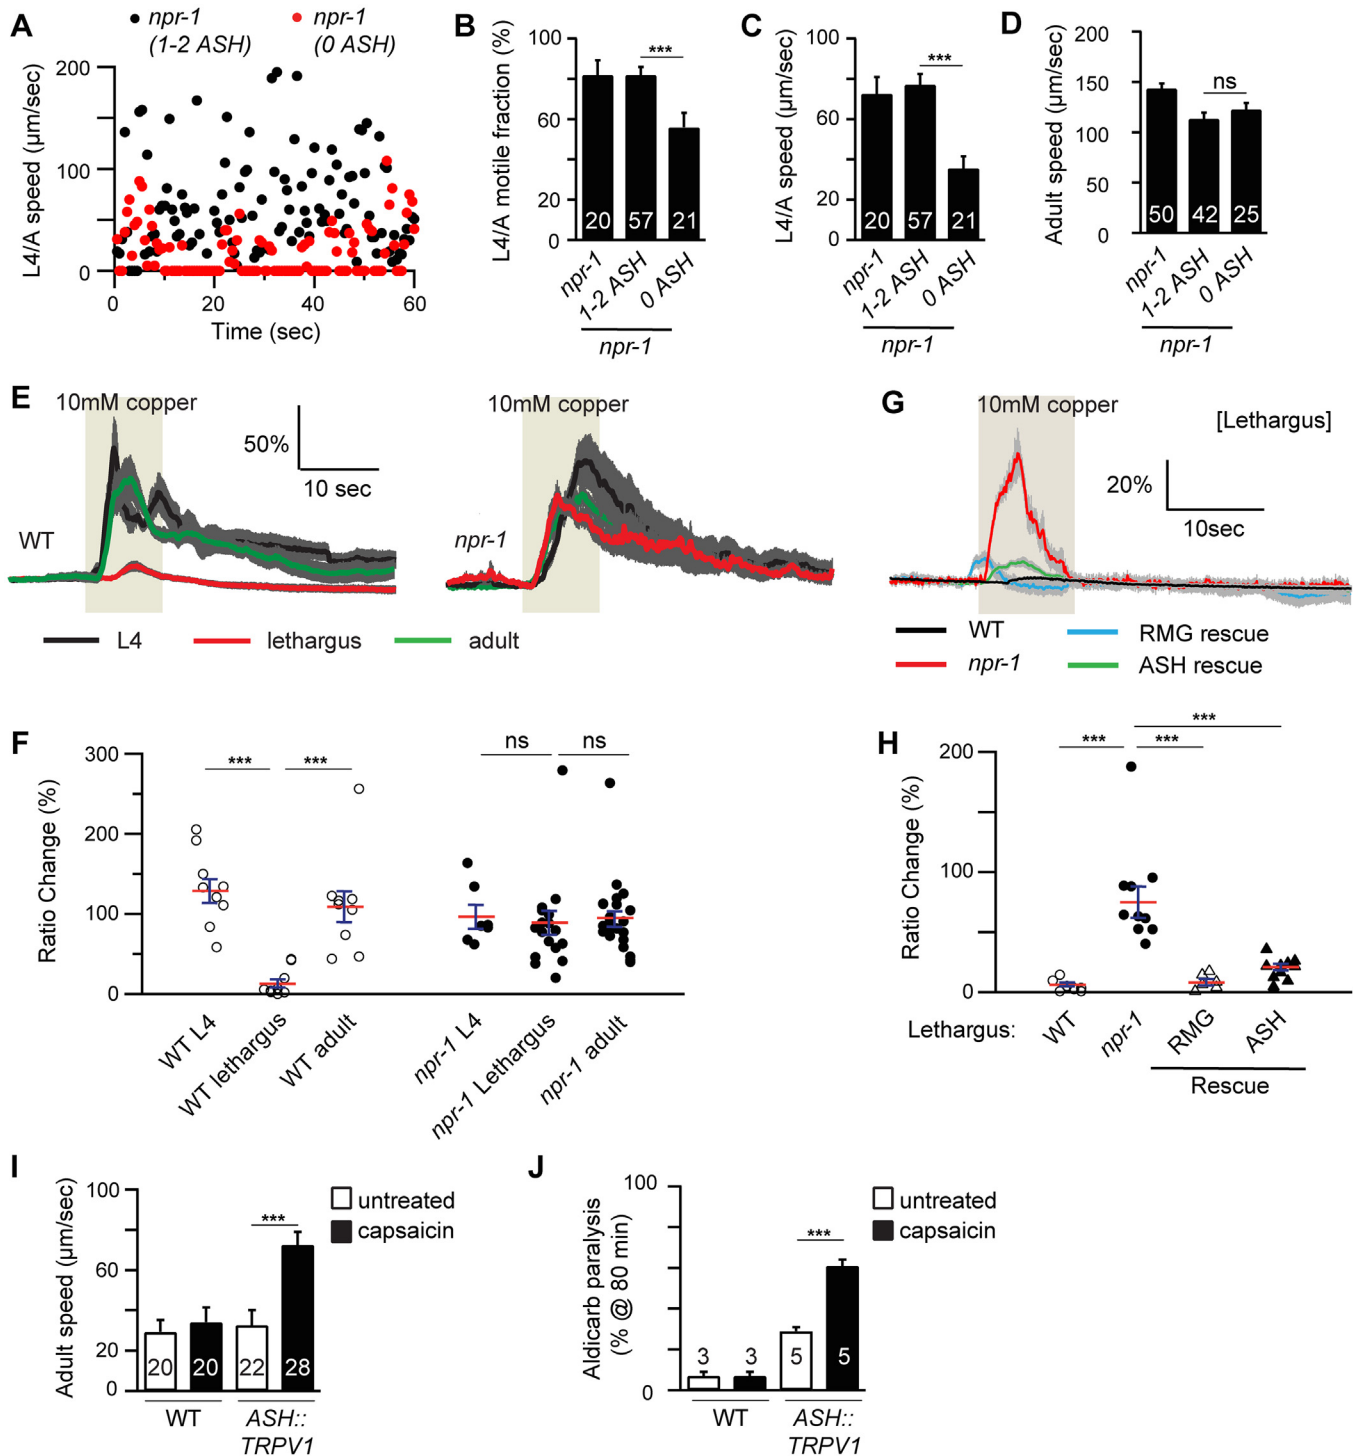 A
npr-1
(1-2 ASH)
npr-1
(0 ASH)
L4/A speed (µm/sec)
200
100
0
0
20
40
60
Time (sec)
B
L4/A motile fraction (%)
100
60
20
0
***
20
57
21
npr-1
1-2 ASH
0 ASH
npr-1
C
L4/A speed (µm/sec)
100
60
20
0
***
20
57
21
npr-1
1-2 ASH
0 ASH
npr-1
D
Adult speed (µm/sec)
200
150
100
50
0
ns
50
42
25
npr-1
1-2 ASH
0 ASH
npr-1
E
10mM copper
50%
10 sec
WT
10mM copper
npr-1
L4
lethargus
adult
G
10mM copper
[Lethargus]
20%
10sec
WT
RMG rescue
npr-1
ASH rescue
F
Ratio Change (%)
300
200
100
0
***
***
ns
ns
WT L4
WT lethargus
WT adult
npr-1 L4
npr-1 Lethargus
npr-1 adult
H
Ratio Change (%)
200
100
0
***
***
***
Lethargus:
WT
npr-1
RMG
ASH
Rescue
I
Adult speed (µm/sec)
100
60
20
0
***
20
20
22
28
WT
ASH::
TRPV1
untreated
capsaicin
J
Aldicarb paralysis
(% @ 80 min)
100
0
***
3
3
5
5
WT
ASH::
TRPV1
untreated
capsaicin